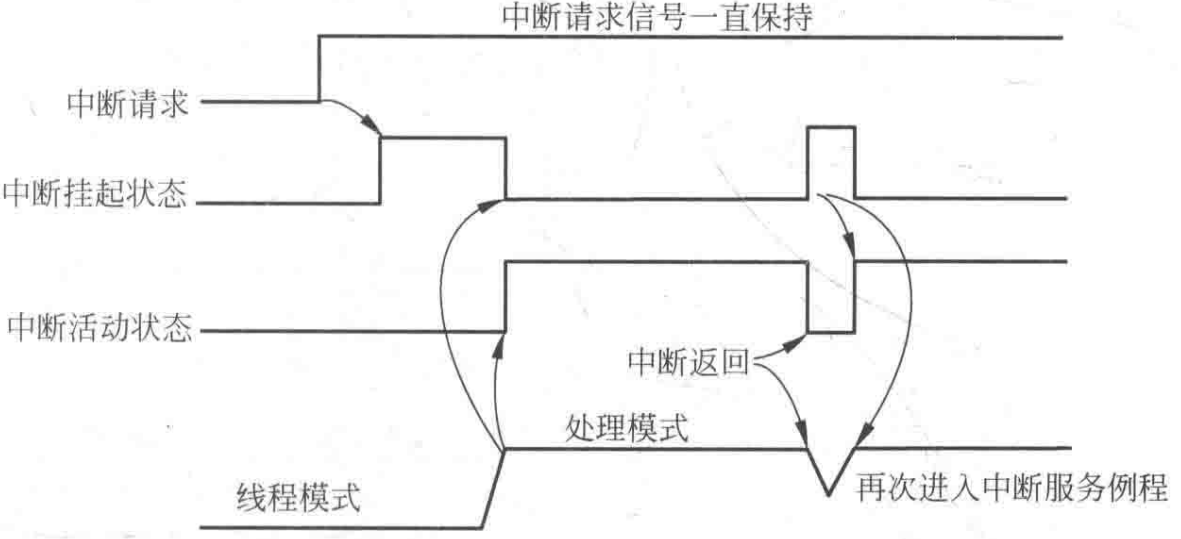 中断请求信号一直保持
中断请求
中断挂起状态
中断活动状态
中断返回
处理模式
线程模式
再次进入中断服务例程